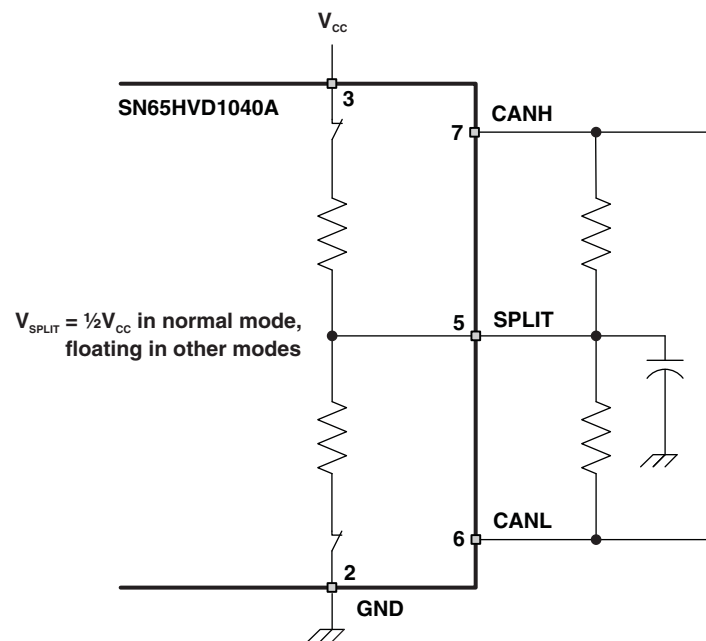 VCC
3
SN65HVD1040A
7
CANH
VSPLIT = ½VCC in normal mode,
floating in other modes
5
SPLIT
6
CANL
2
GND